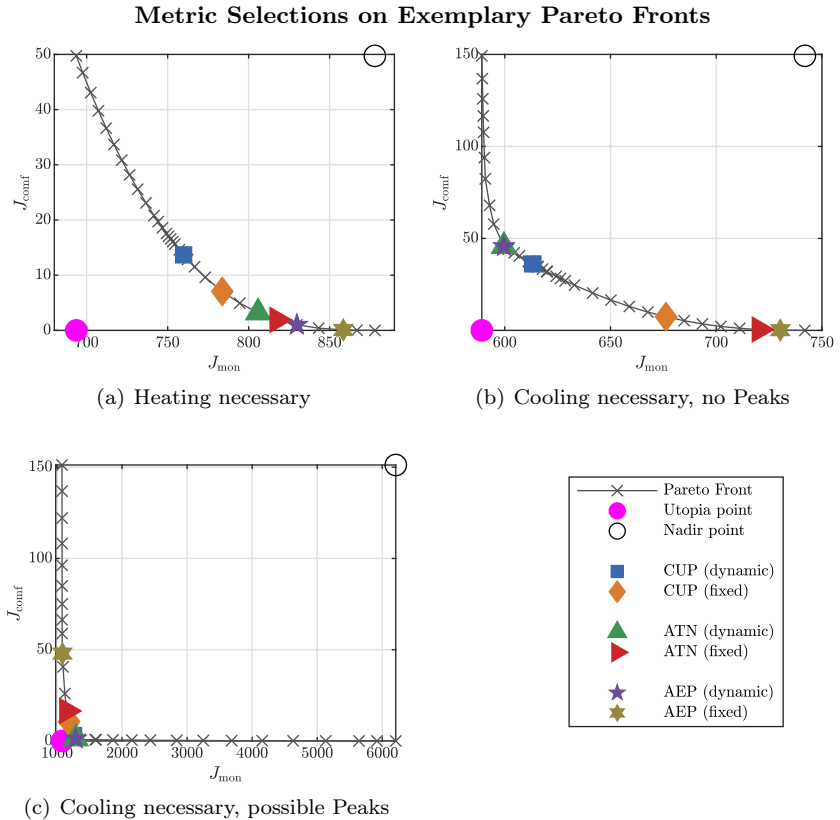 Metric Selections on Exemplary Pareto Fronts
50
40
30
20
10
0
J_comf
700
750
800
850
J_mon
(a) Heating necessary
150
100
50
0
J_comf
600
650
700
750
J_mon
(b) Cooling necessary, no Peaks
150
100
50
0
J_comf
1000
2000
3000
4000
5000
6000
J_mon
(c) Cooling necessary, possible Peaks
Pareto Front
Utopia point
Nadir point
CUP (dynamic)
CUP (fixed)
ATN (dynamic)
ATN (fixed)
AEP (dynamic)
AEP (fixed)